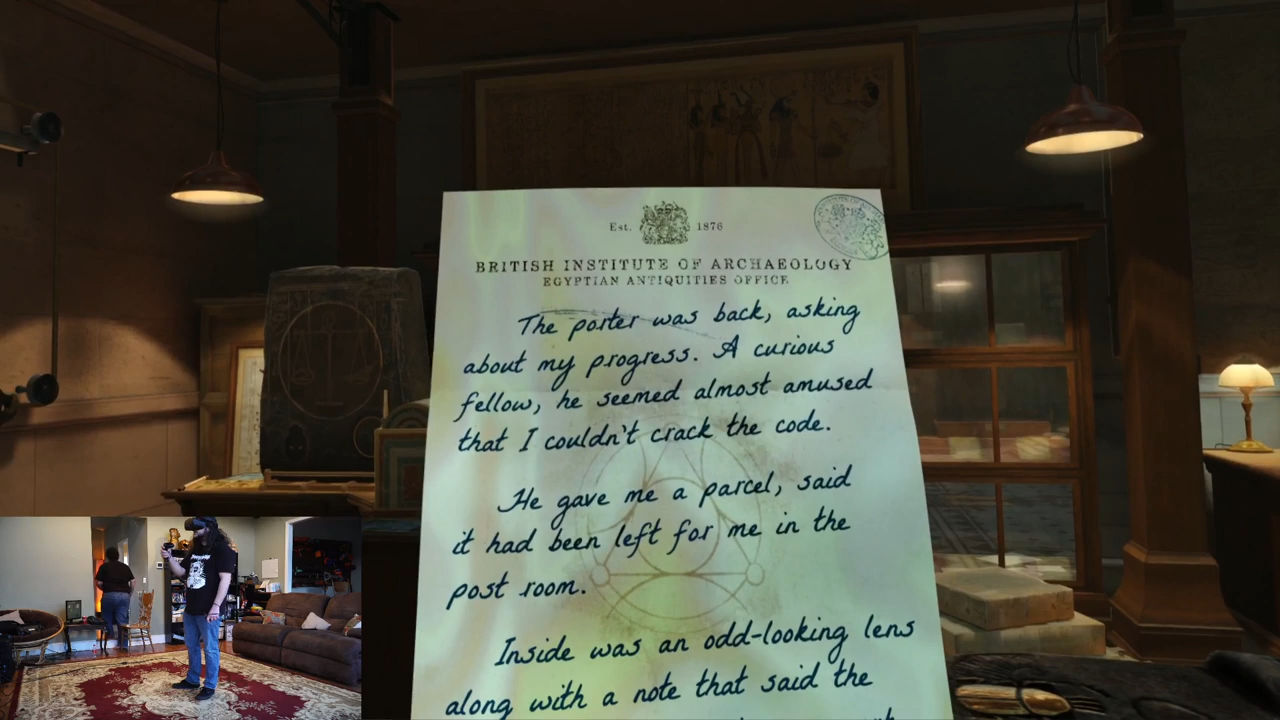 Est. 1876
BRITISH INSTITUTE OF ARCHAEOLOGY
EGYPTIAN ANTIQUITIES OFFICE
The porter was back, asking
about my progress. A curious
fellow, he seemed almost amused
that I couldn't crack the code.
He gave me a parcel, said
it had been left for me in the
post room.
Inside was an odd-looking lens
along with a note that said the